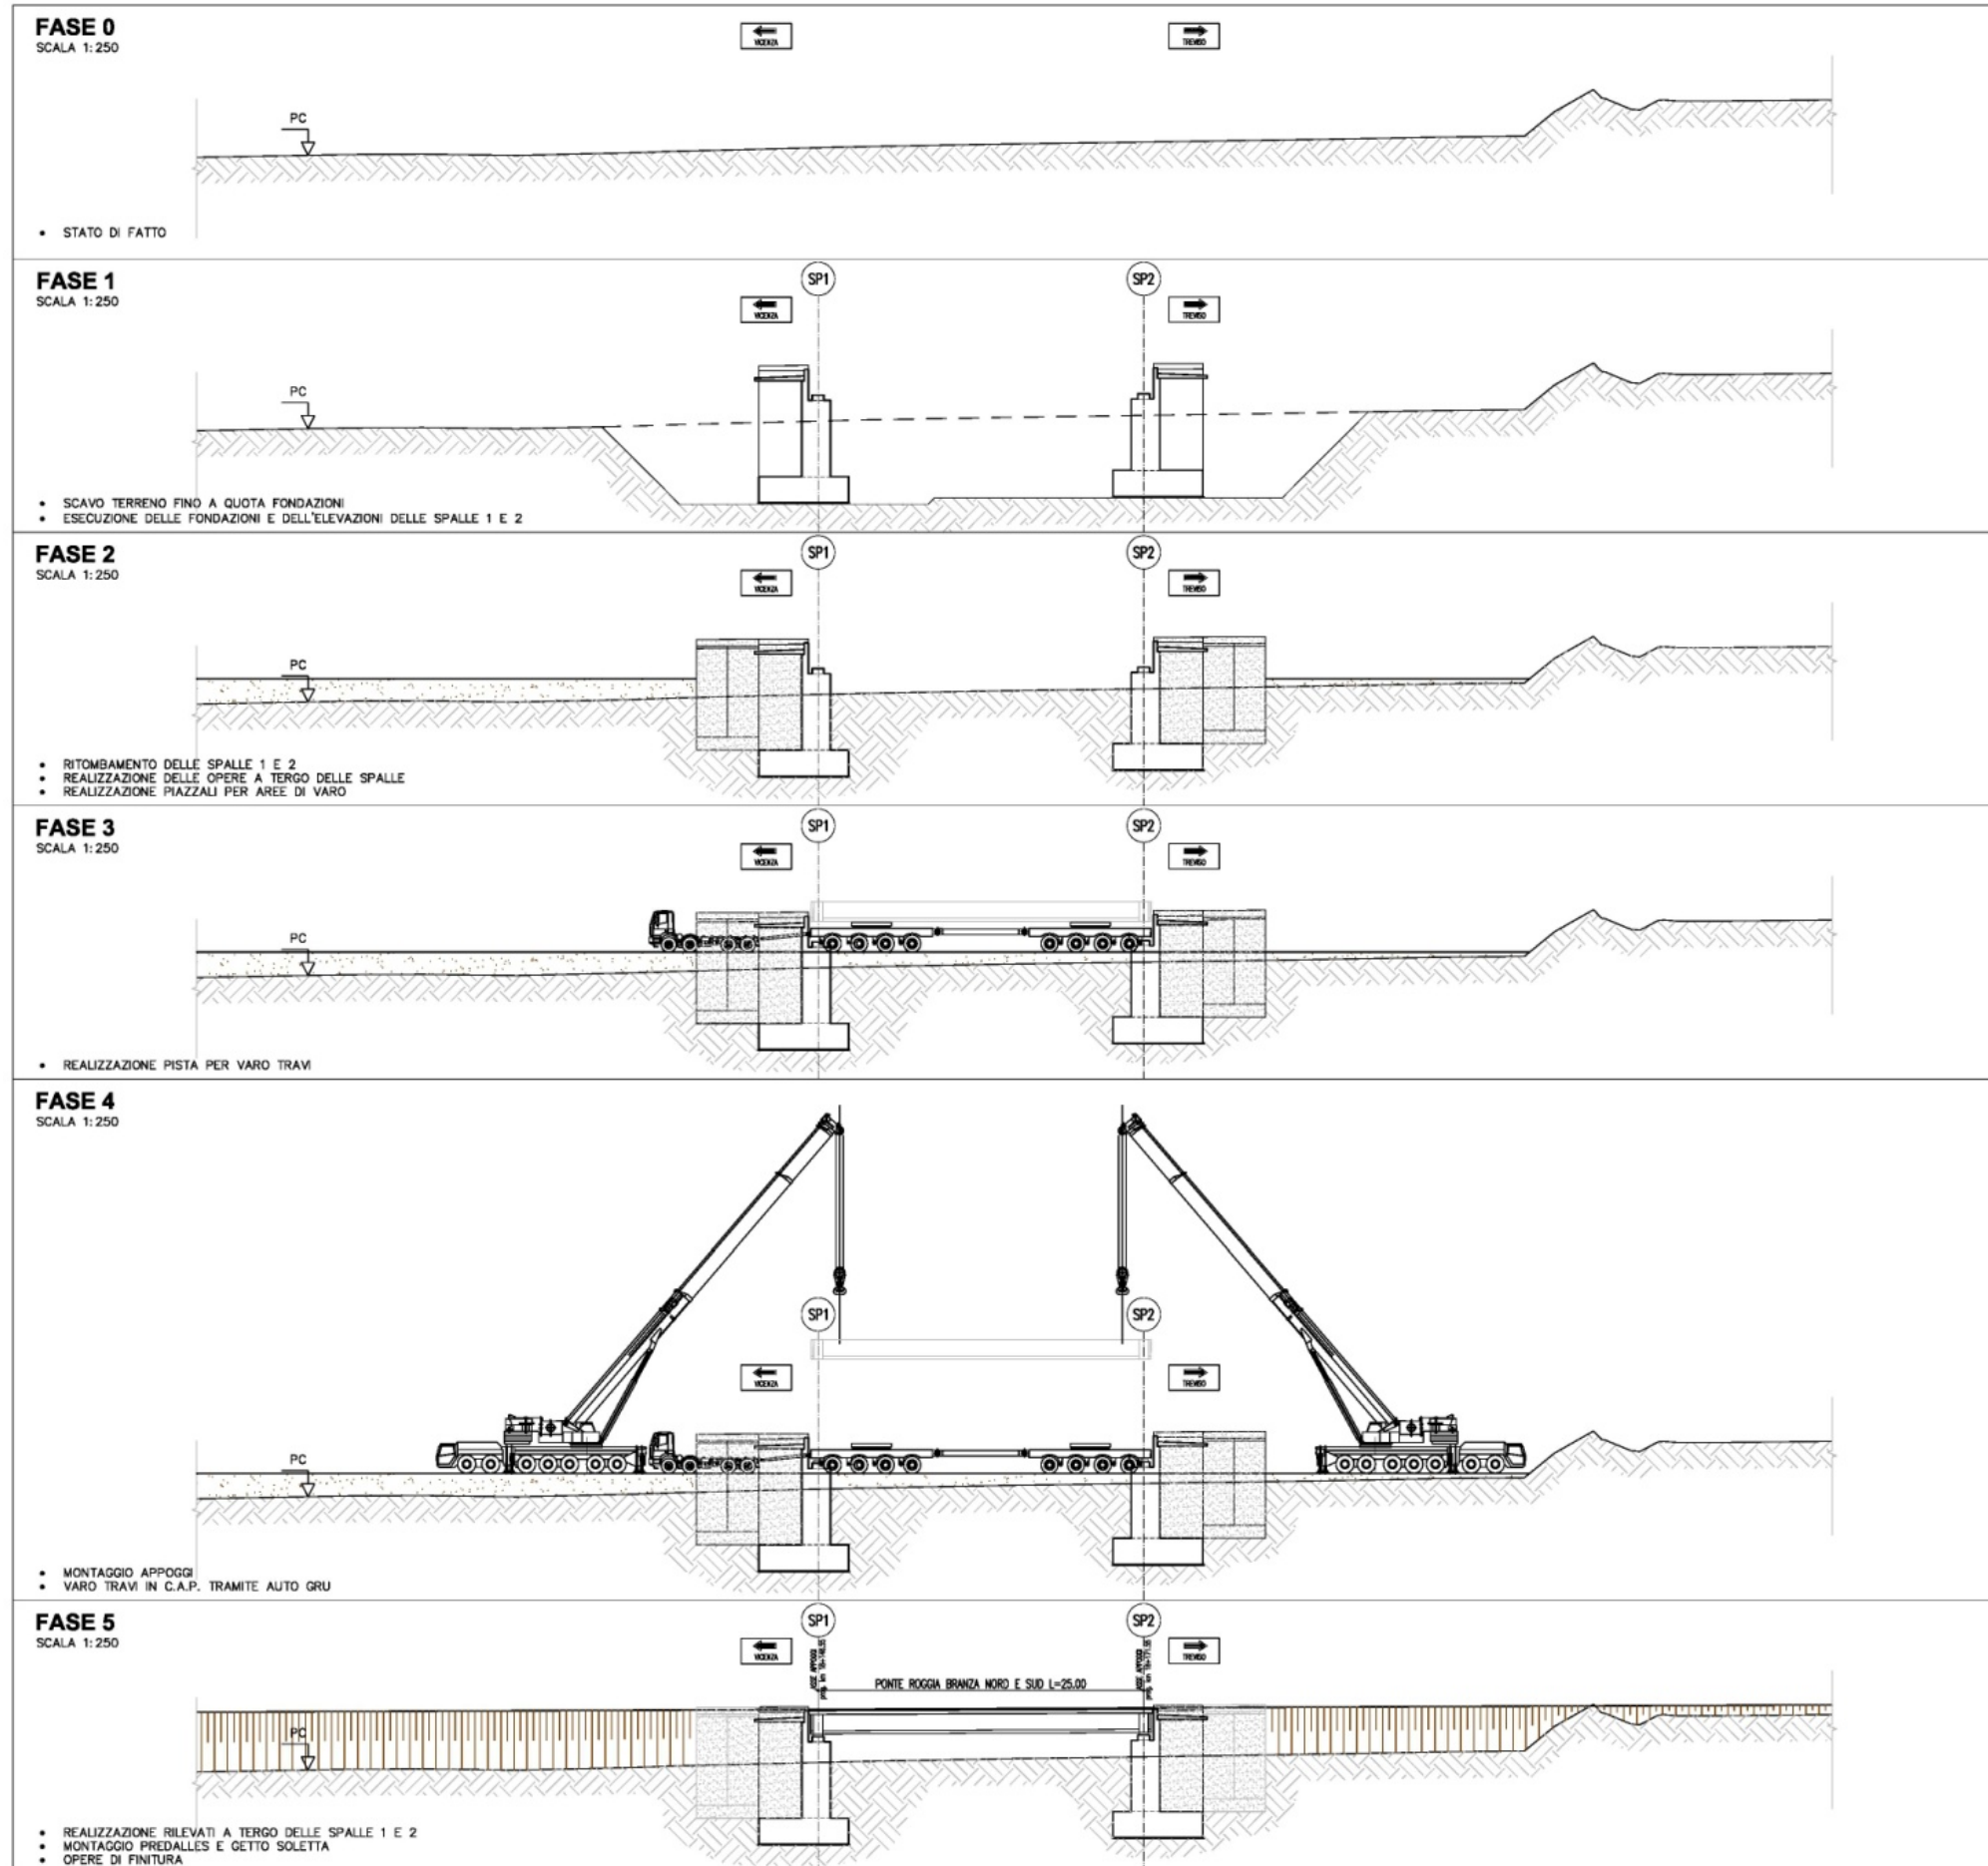 FASE 0
SCALA 1:250
VICENZA
TREVISO
PC
• STATO DI FATTO
FASE 1
SCALA 1:250
SP1
SP2
VICENZA
TREVISO
PC
• SCAVO TERRENO FINO A QUOTA FONDAZIONI
• ESECUZIONE DELLE FONDAZIONI E DELL'ELEVAZIONI DELLE SPALLE 1 E 2
FASE 2
SCALA 1:250
SP1
SP2
VICENZA
TREVISO
PC
• RITOMBAMENTO DELLE SPALLE 1 E 2
• REALIZZAZIONE DELLE OPERE A TERGO DELLE SPALLE
• REALIZZAZIONE PIAZZALI PER AREE DI VARO
FASE 3
SCALA 1:250
SP1
SP2
VICENZA
TREVISO
PC
• REALIZZAZIONE PISTA PER VARO TRAVI
FASE 4
SCALA 1:250
SP1
SP2
VICENZA
TREVISO
PC
• MONTAGGIO APPOGGI
• VARO TRAVI IN C.A.P. TRAMITE AUTO GRU
FASE 5
SCALA 1:250
SP1
SP2
VICENZA
TREVISO
ASSE APPOGGI
ASSE APPOGGI
PONTE ROGGIA BRANZA NORD E SUD L=25.00
PC
• REALIZZAZIONE RILEVATI A TERGO DELLE SPALLE 1 E 2
• MONTAGGIO PREDALLES E GETTO SOLETTA
• OPERE DI FINITURA